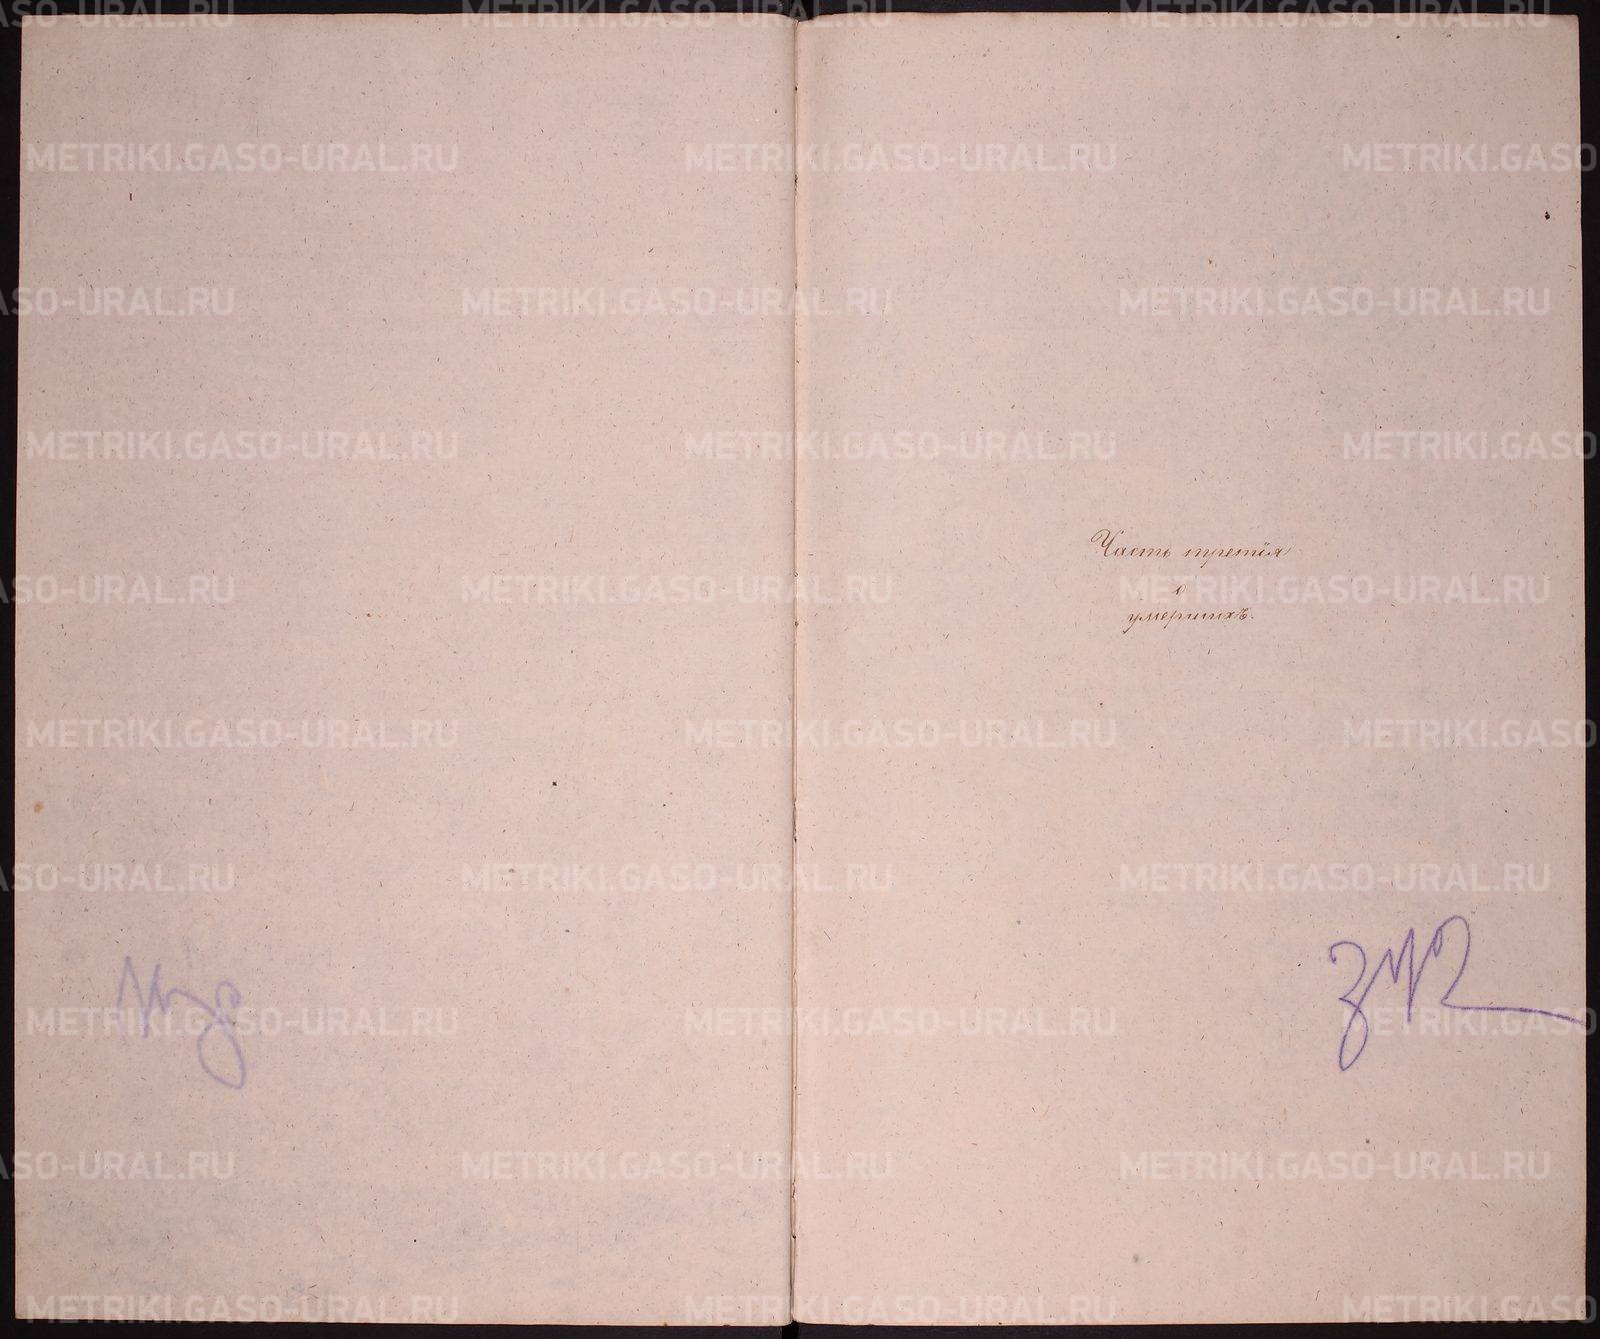 Часть третія
о
умершихъ.